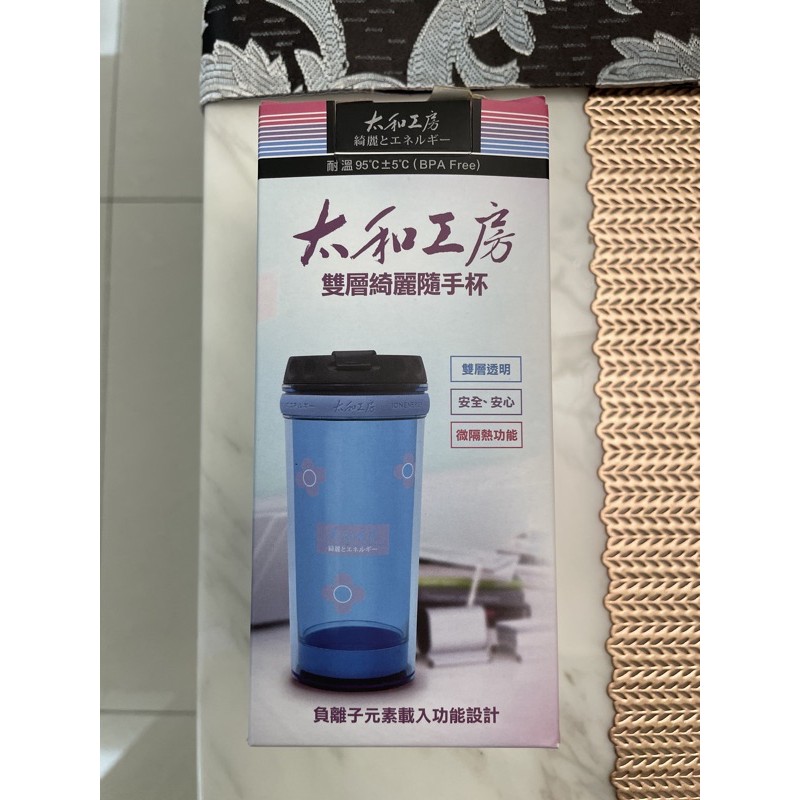 太和工房
綺麗とエネルギー
耐溫95℃±5℃(BPA Free)
太和工房
雙層綺麗隨手杯
雙層透明
安全、安心
微隔熱功能
太和工房
綺麗とエネルギー
負離子元素載入功能設計